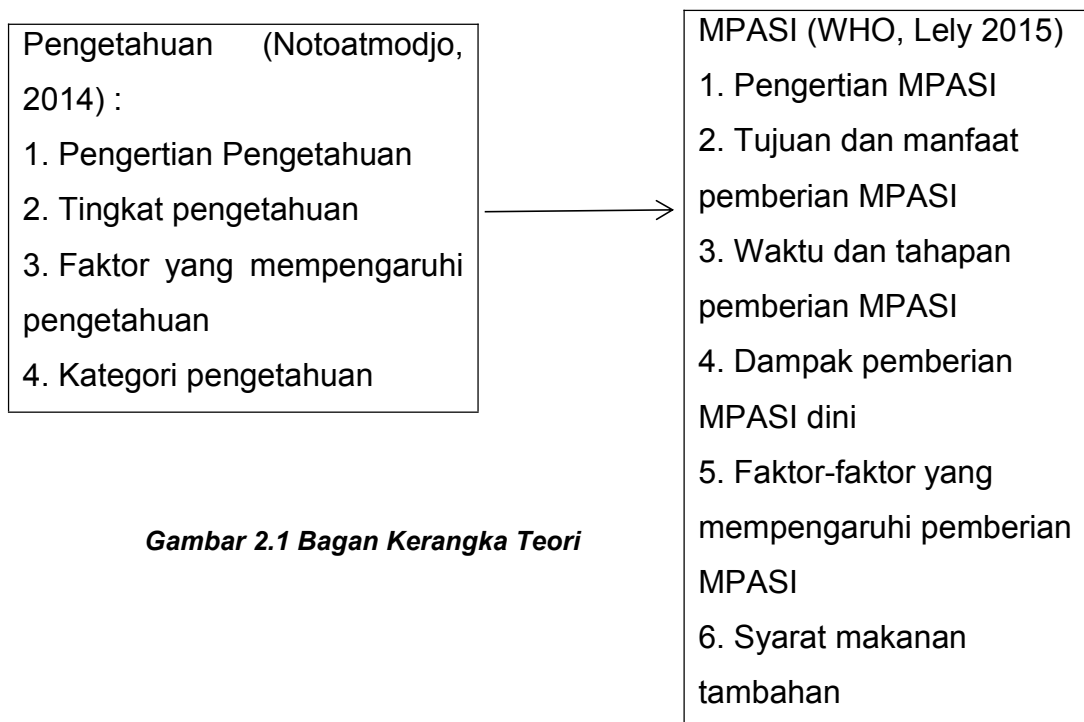 Pengetahuan (Notoatmodjo,
2014) :
1. Pengertian Pengetahuan
2. Tingkat pengetahuan
3. Faktor yang mempengaruhi
pengetahuan
4. Kategori pengetahuan
MPASI (WHO, Lely 2015)
1. Pengertian MPASI
2. Tujuan dan manfaat
pemberian MPASI
3. Waktu dan tahapan
pemberian MPASI
4. Dampak pemberian
MPASI dini
5. Faktor-faktor yang
mempengaruhi pemberian
MPASI
6. Syarat makanan
tambahan
Gambar 2.1 Bagan Kerangka Teori